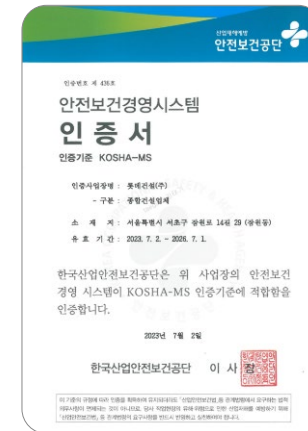 산업재해예방
안전보건공단
인증번호 제 436호
안전보건경영시스템
인 증 서
인증기준 KOSHA-MS
인증사업장명 : 롯데건설(주)
- 구분 : 종합건설업체
소 재 지 : 서울특별시 서초구 잠원로 14길 29 (잠원동)
유 효 기 간 : 2023. 7. 2. ~ 2026. 7. 1.
한국산업안전보건공단은 위 사업장의 안전보건
경영 시스템이 KOSHA-MS 인증기준에 적합함을
인증합니다.
2023년 7월 2일
한국산업안전보건공단 이 사 장